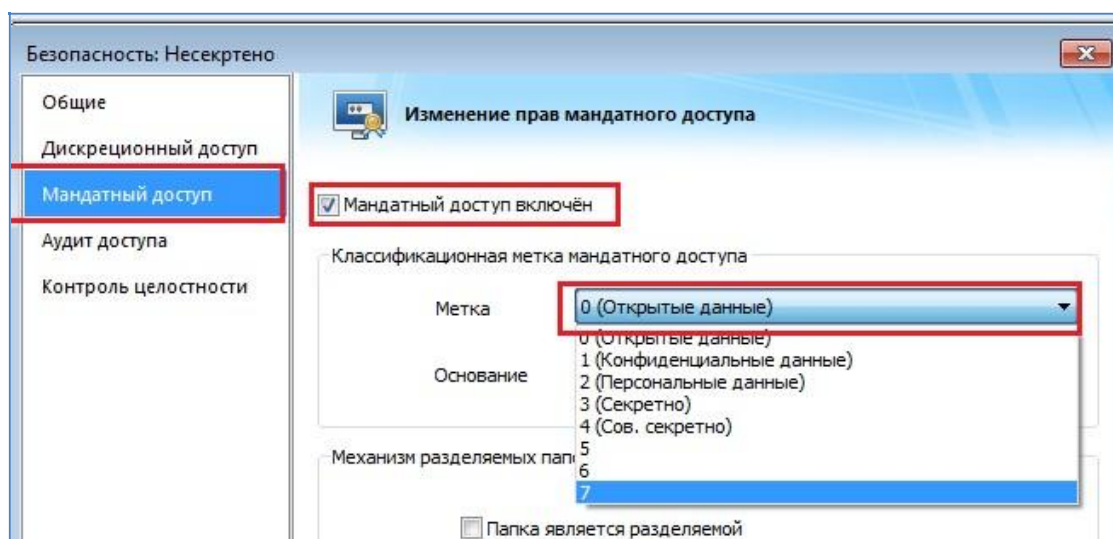 Безопасность: Несекртено
Общие
Дискреционный доступ
Мандатный доступ
Аудит доступа
Контроль целостности
Изменение прав мандатного доступа
Мандатный доступ включён
Классификационная метка мандатного доступа
Метка
0 (Открытые данные)
0 (Открытые данные)
1 (Конфиденциальные данные)
Основание
2 (Персональные данные)
3 (Секретно)
4 (Сов. секретно)
5
6
7
Механизм разделяемых
Папка является разделяемой